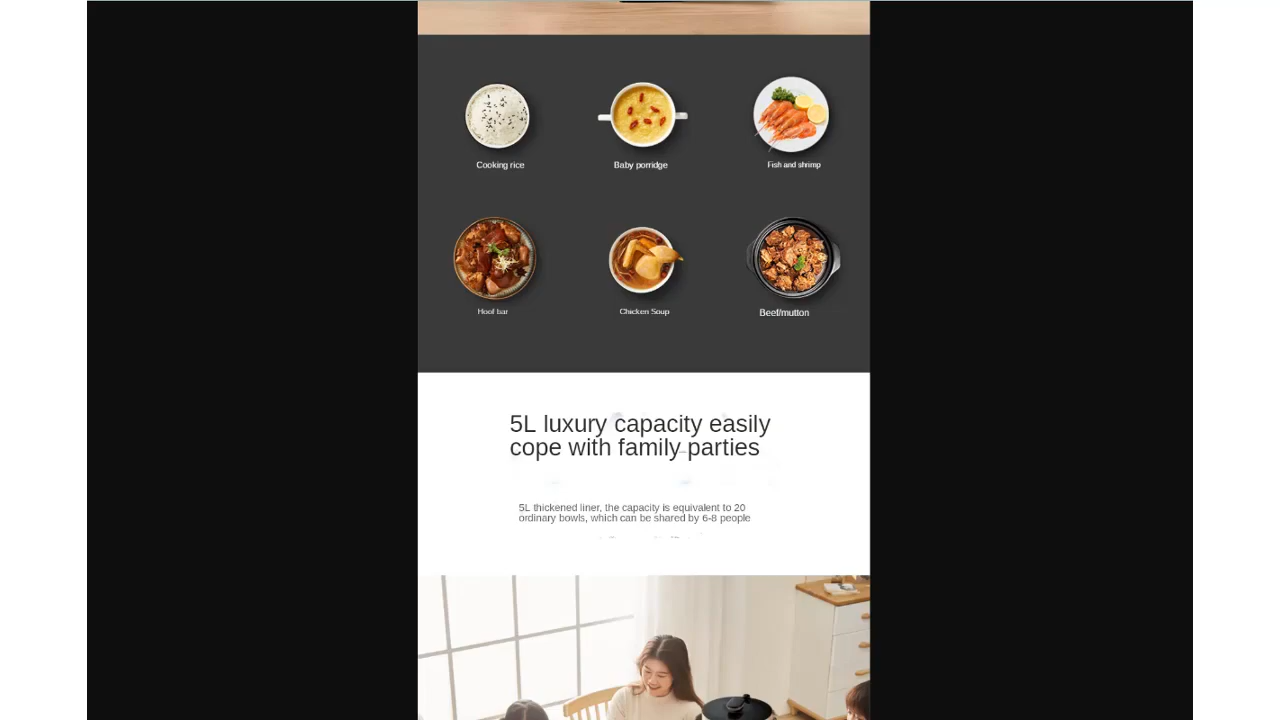 Cooking rice
Baby porridge
Fish and shrimp
Hoof bar
Chicken Soup
Beef/mutton
5L luxury capacity easily
cope with family parties
5L thickened liner, the capacity is equivalent to 20
ordinary bowls, which can be shared by 6-8 people